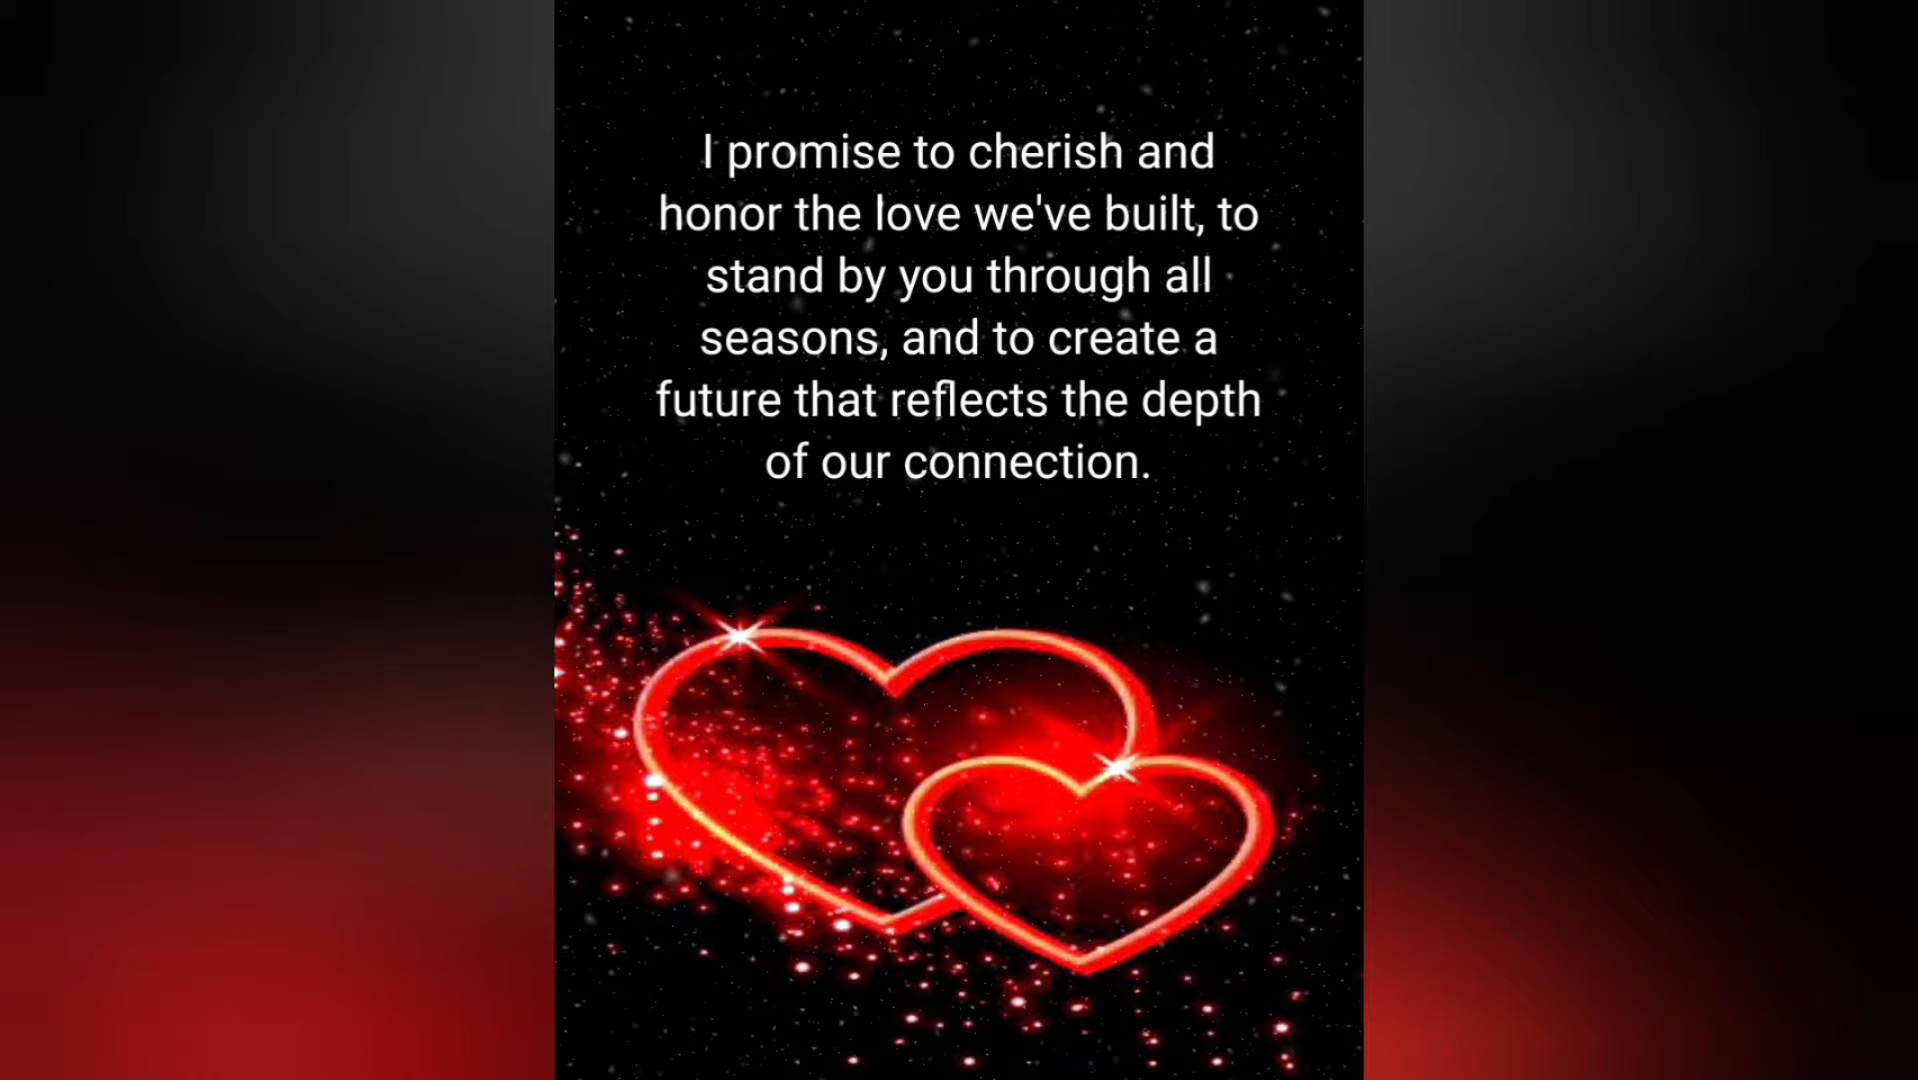 I promise to cherish and
honor the love we've built, to
stand by you through all
seasons, and to create a
future that reflects the depth
of our connection.